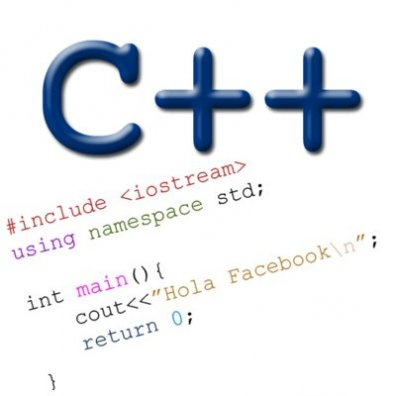 C++
#include <iostream>
using namespace std;
int main(){
cout<<”Hola Facebook\n”;
return 0;
}